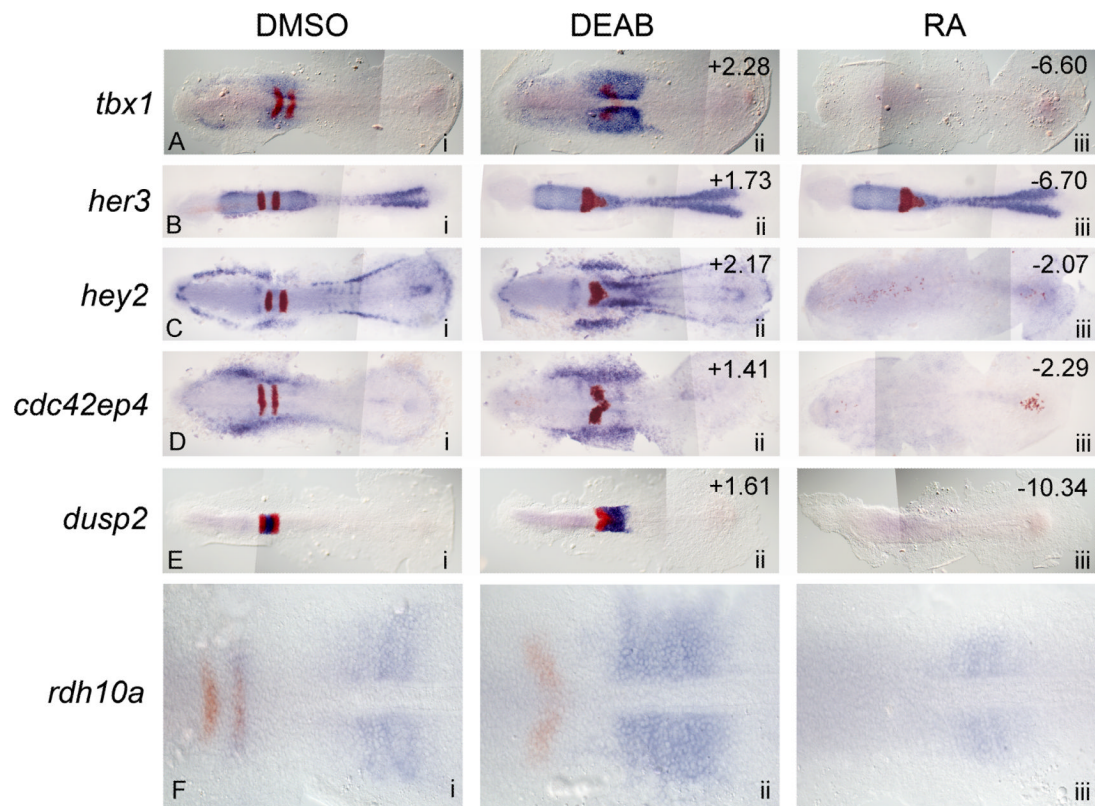 DMSO DEAB RA
tbx1 A i +2.28 ii -6.60 iii
her3 B i +1.73 ii -6.70 iii
hey2 C i +2.17 ii -2.07 iii
cdc42ep4 D i +1.41 ii -2.29 iii
dusp2 E i +1.61 ii -10.34 iii
rdh10a F i ii iii